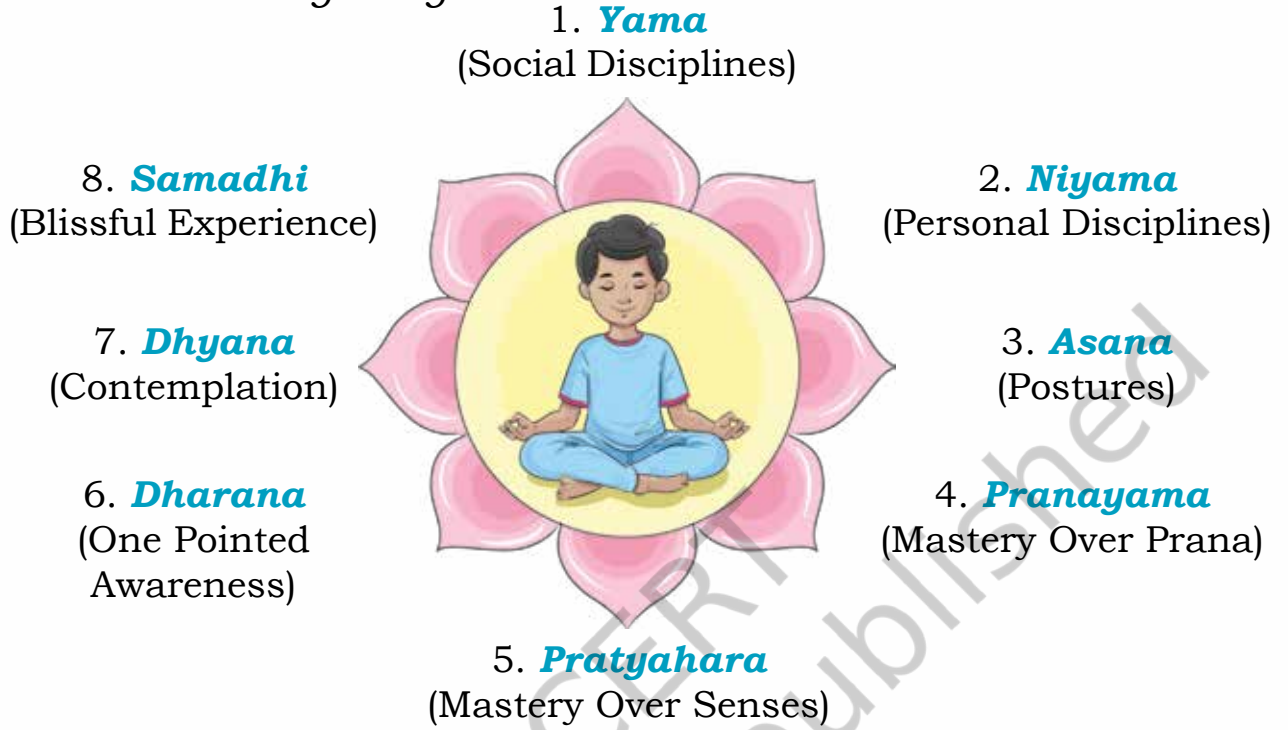 1. Yama
(Social Disciplines)
8. Samadhi
(Blissful Experience)
2. Niyama
(Personal Disciplines)
7. Dhyana
(Contemplation)
3. Asana
(Postures)
6. Dharana
(One Pointed
Awareness)
4. Pranayama
(Mastery Over Prana)
5. Pratyahara
(Mastery Over Senses)